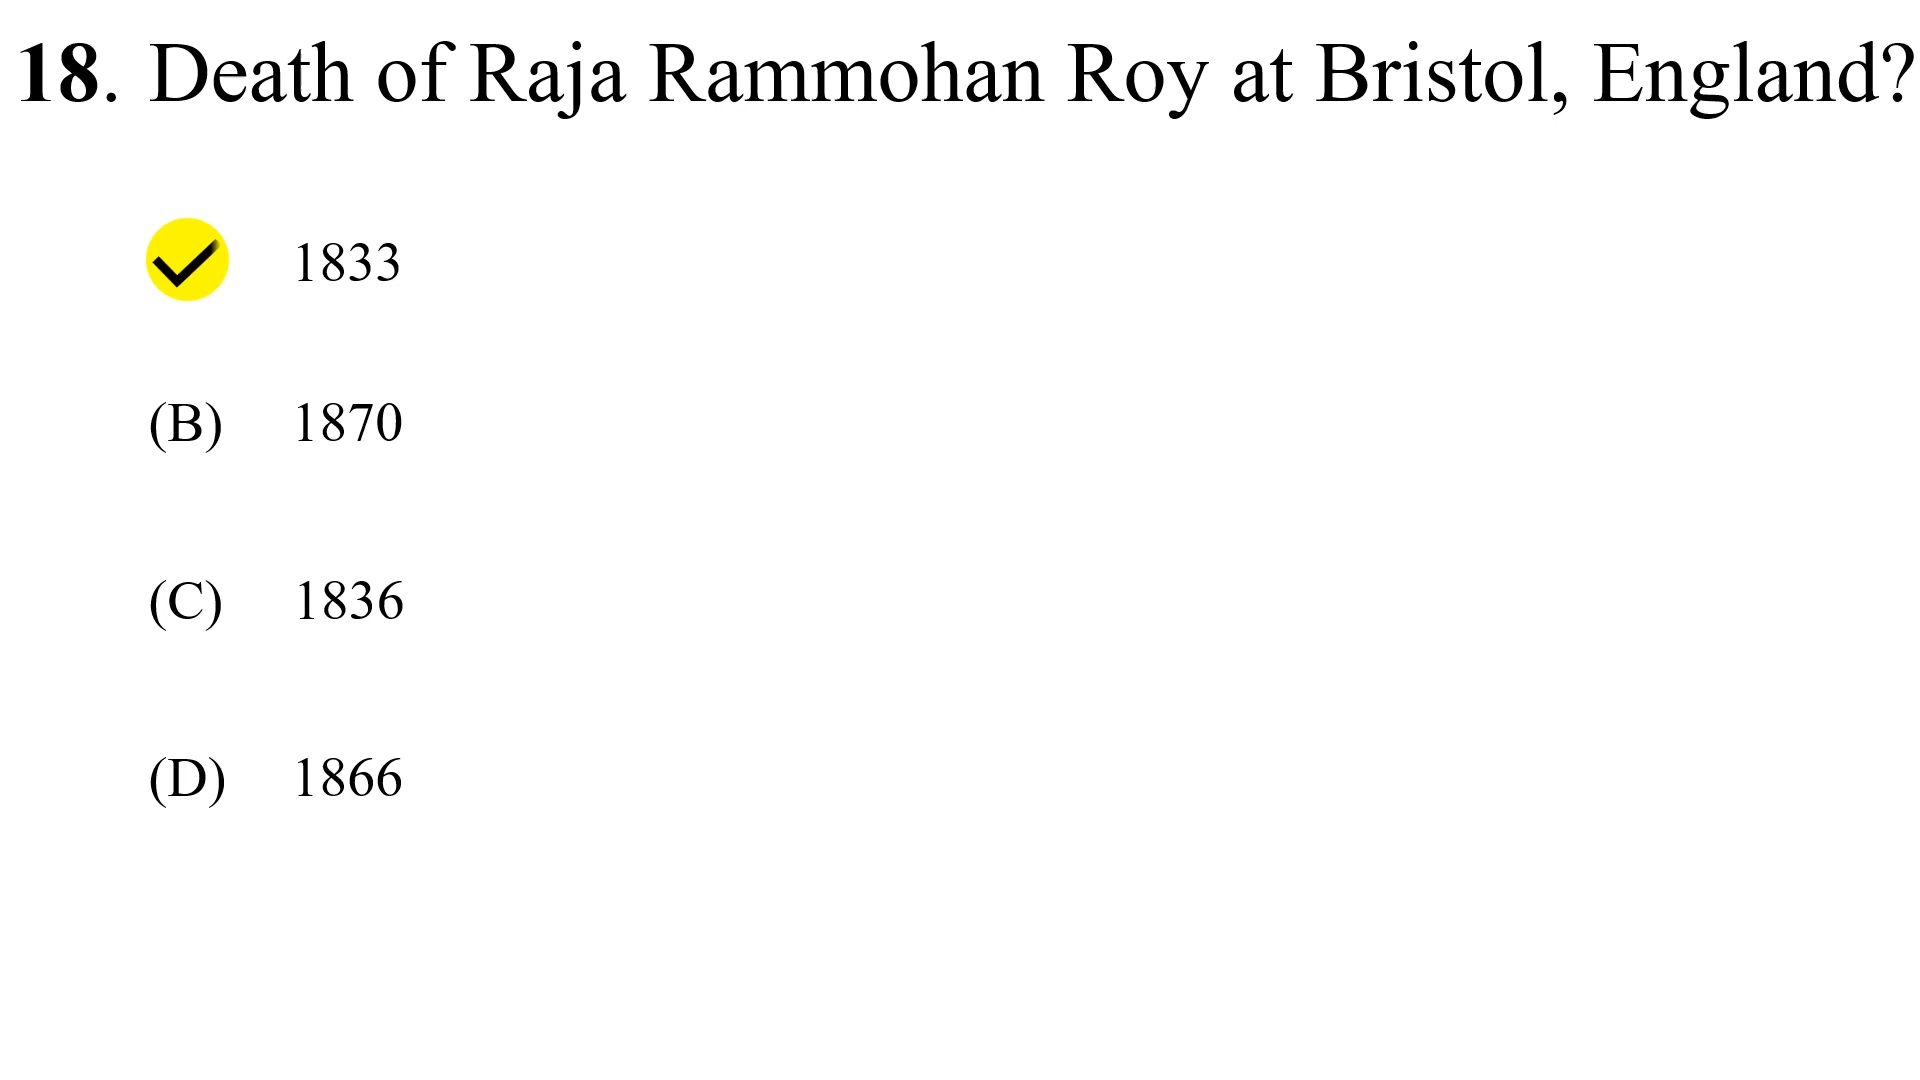 18. Death of Raja Rammohan Roy at Bristol, England?
1833
(B) 1870
(C) 1836
(D) 1866